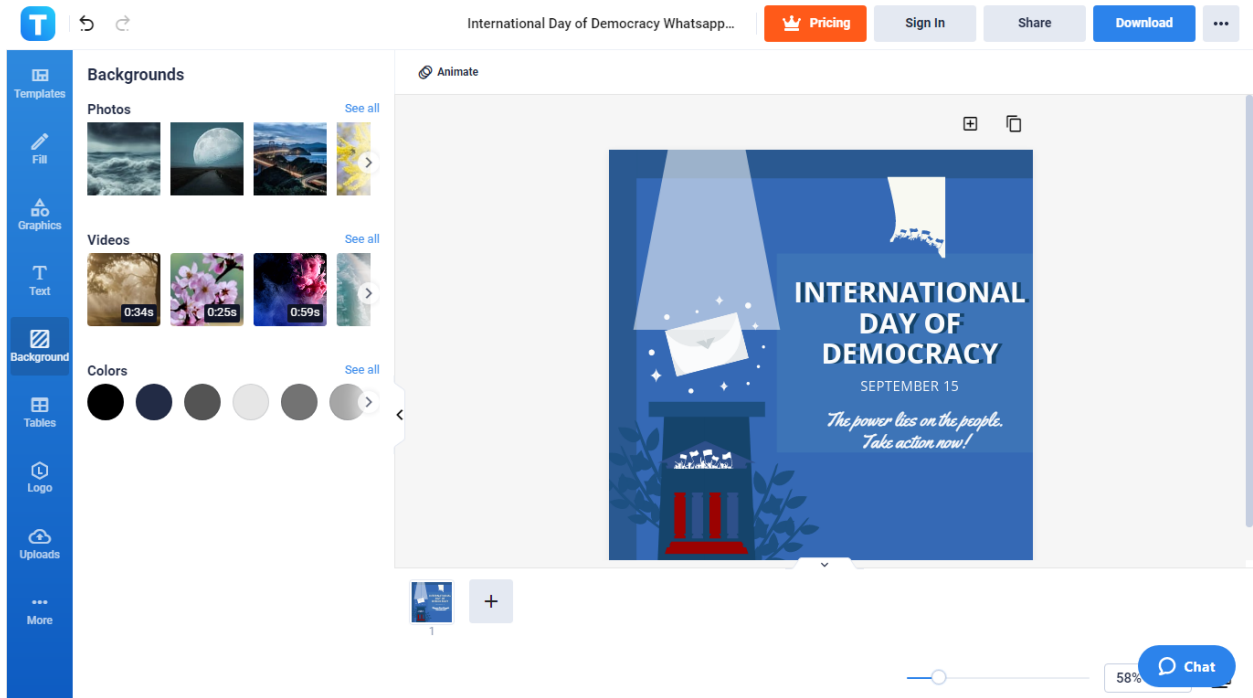 T
International Day of Democracy Whatsapp...
Pricing
Sign In
Share
Download
Templates
Fill
Graphics
Text
Background
Tables
Logo
Uploads
More
Backgrounds
Photos
See all
Videos
See all
0:34s
0:25s
0:59s
Colors
See all
Animate
INTERNATIONAL
DAY OF
DEMOCRACY
SEPTEMBER 15
The power lies on the people.
Take action now!
1
58%
Chat